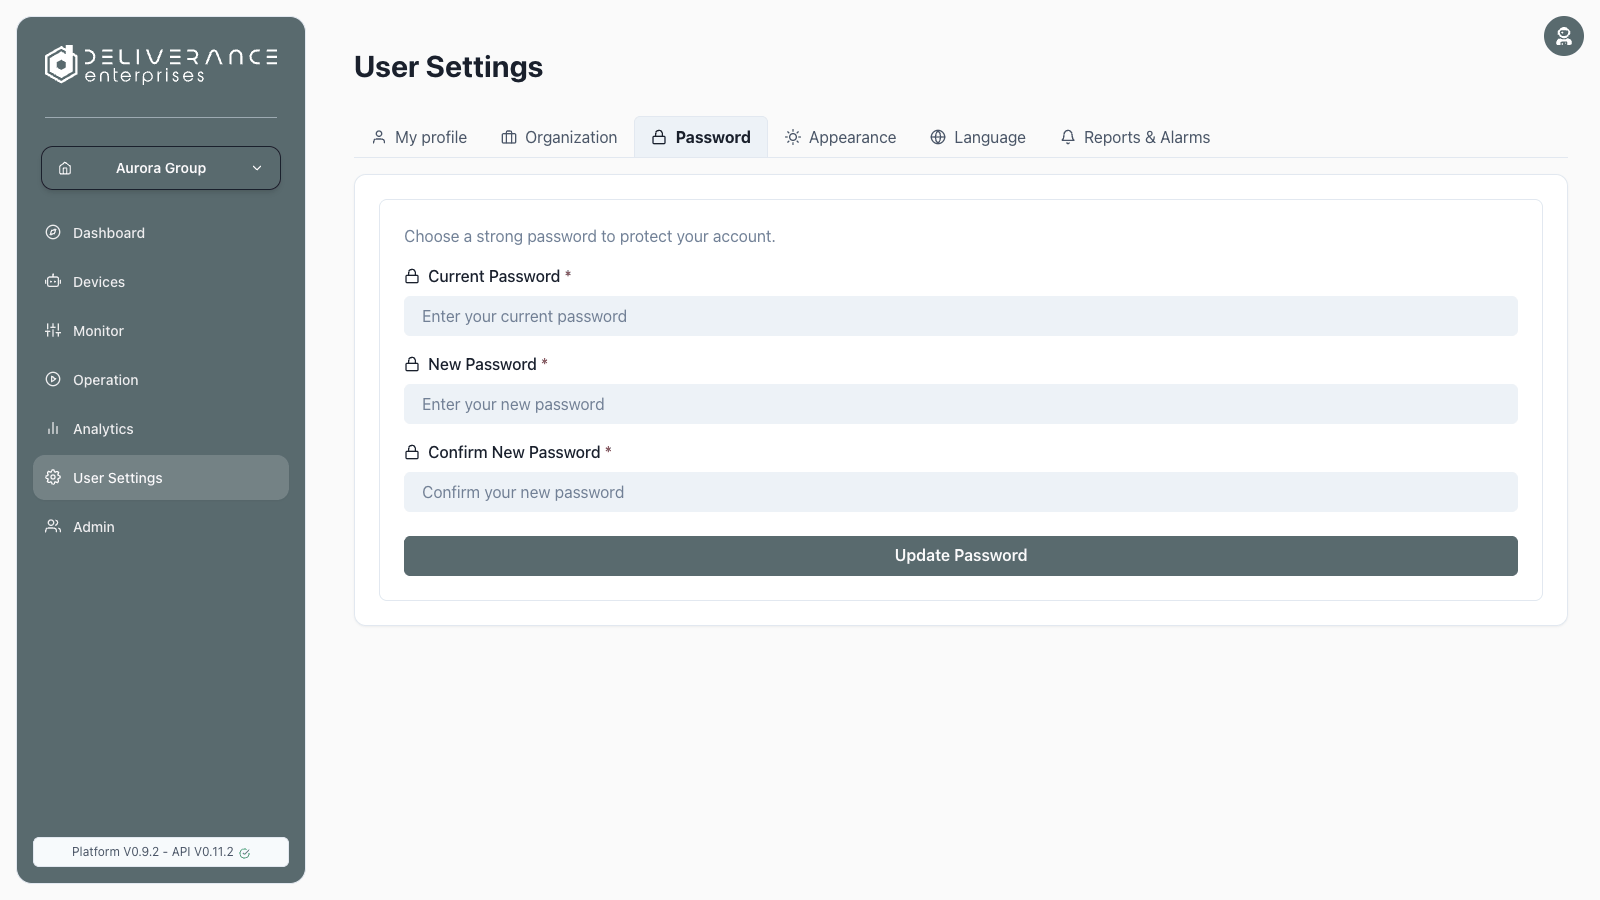 DELIVERANCE
enterprises
Aurora Group
Dashboard
Devices
Monitor
Operation
Analytics
User Settings
Admin
Platform V0.9.2 - API V0.11.2
User Settings
My profile
Organization
Password
Appearance
Language
Reports & Alarms
Choose a strong password to protect your account.
Current Password *
Enter your current password
New Password *
Enter your new password
Confirm New Password *
Confirm your new password
Update Password